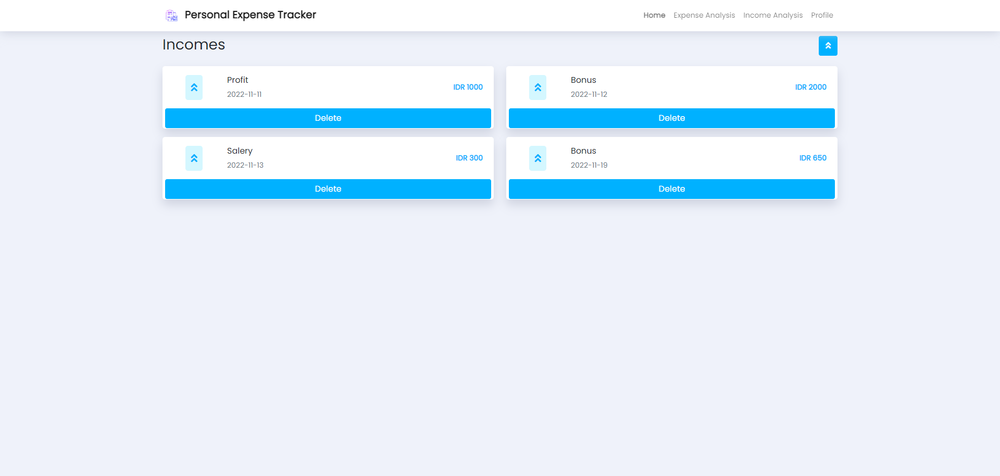 Personal Expense Tracker
Home Expense Analysis Income Analysis Profile
Incomes
Profit
2022-11-11
IDR 1000
Delete
Bonus
2022-11-12
IDR 2000
Delete
Salery
2022-11-13
IDR 300
Delete
Bonus
2022-11-19
IDR 650
Delete